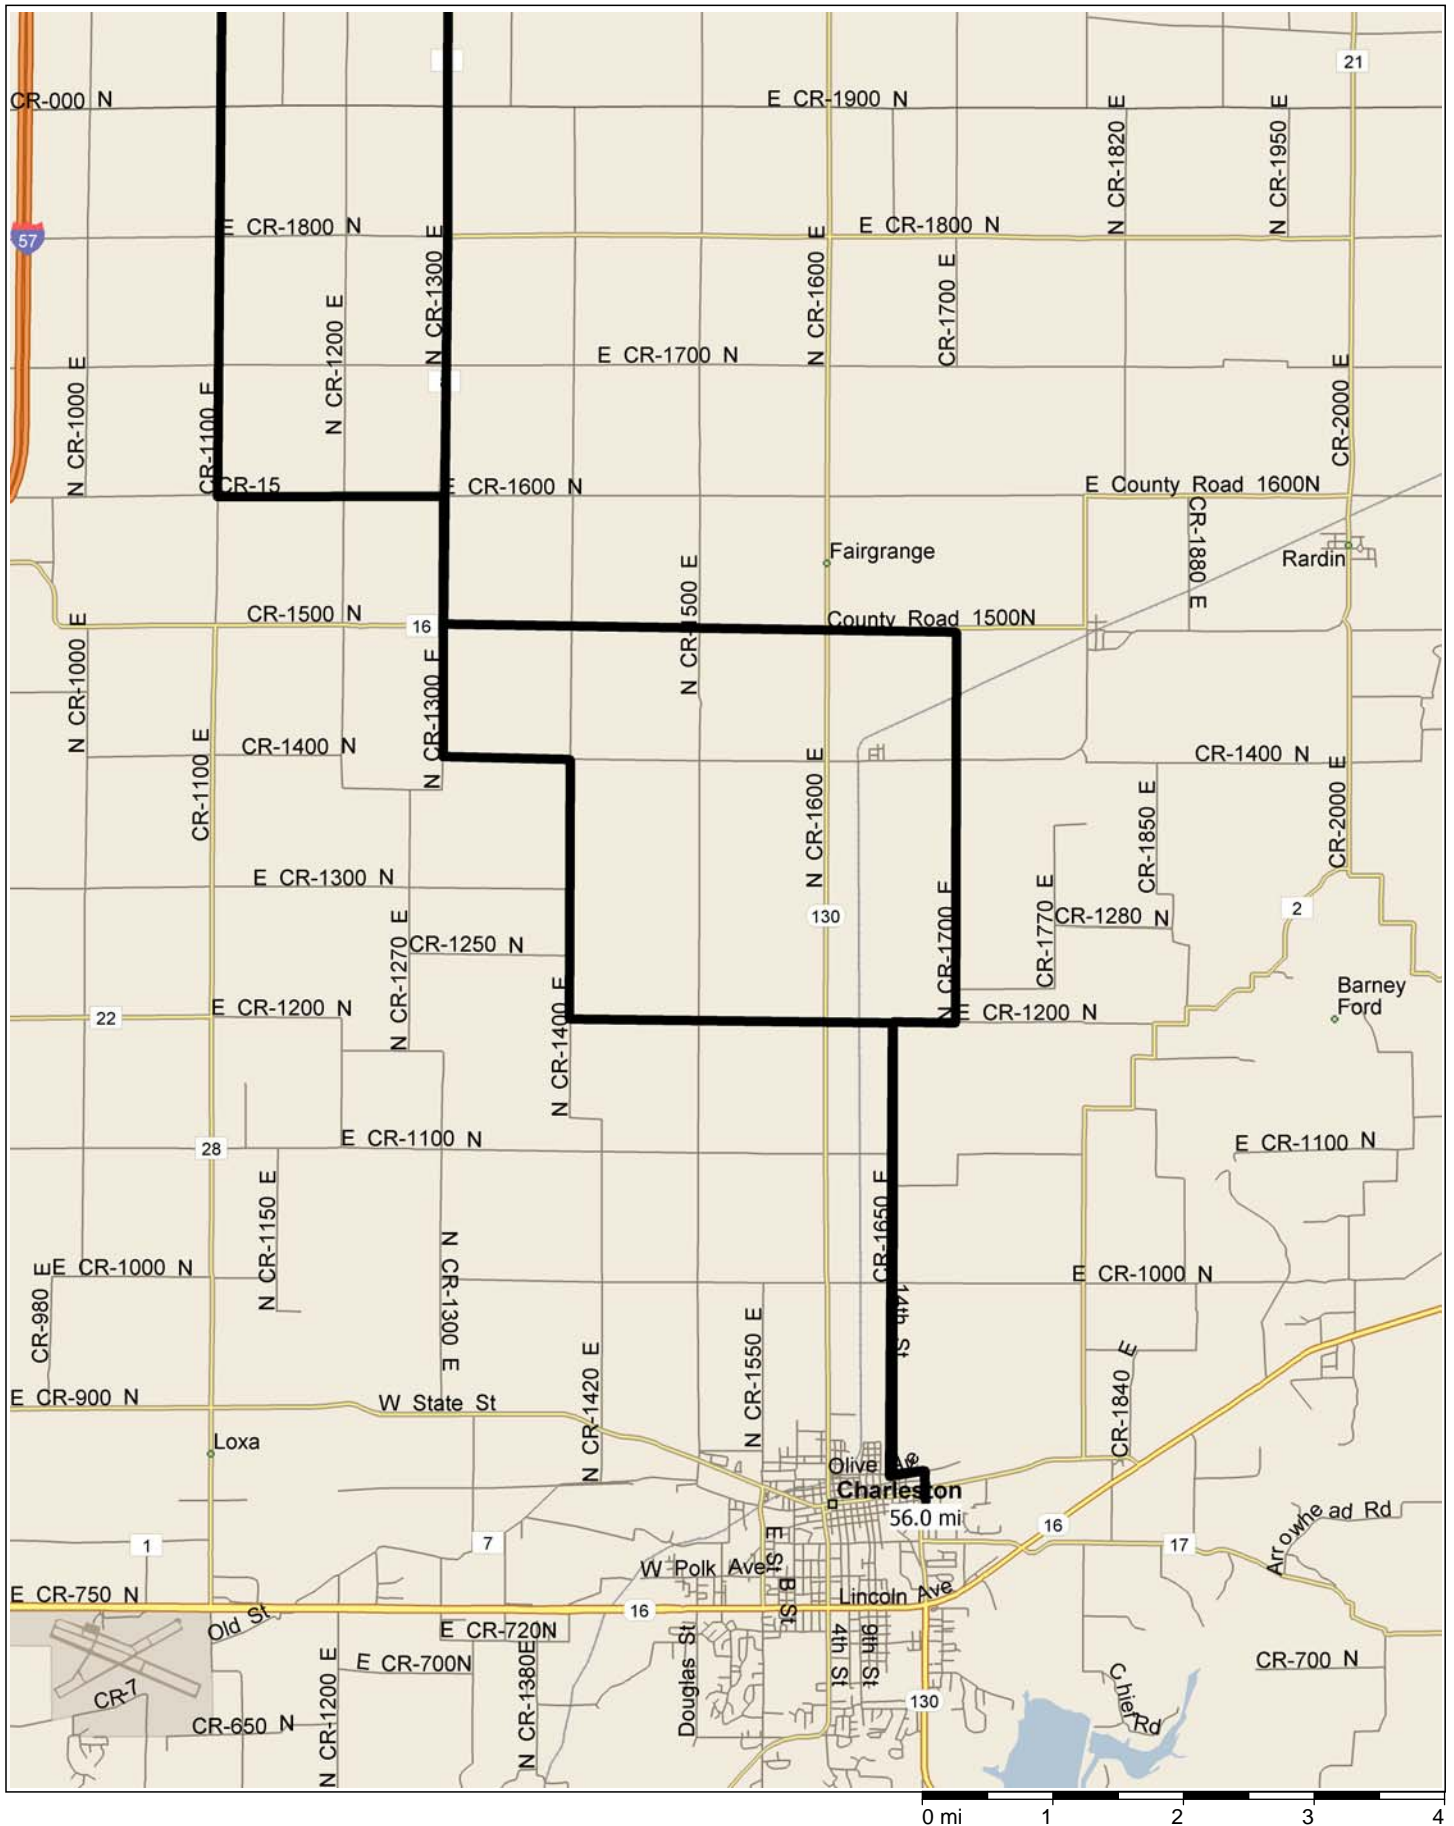 21
CR-000 N
E CR-1900 N
N CR-1820 E
N CR-1950 E
57
E CR-1800 N
E CR-1800 N
N CR-1300 E
N CR-1600 E
CR-1700 E
N CR-1200 E
E CR-1700 N
N CR-1000 E
CR-1100 E
CR-2000 E
CR-15
E CR-1600 N
E County Road 1600N
CR-1880 E
Fairgrange
Rardin
N CR-1500 E
CR-1500 N
16
County Road 1500N
N CR-1000 E
N CR-1300 E
CR-1100 E
CR-1400 N
N CR-1600 E
CR-1400 N
CR-1850 E
CR-2000 E
E CR-1300 N
130
N CR-1700 E
CR-1770 E
2
CR-1280 N
N CR-1270 E
CR-1250 N
Barney
Ford
22
E CR-1200 N
N CR-1400 E
E CR-1200 N
28
E CR-1100 N
E CR-1100 N
N CR-1150 E
CR-1650 E
CR-980 E
E CR-1000 N
N CR-1300 E
E CR-1000 N
14th St
N CR-1550 E
N CR-1420 E
CR-1840 E
E CR-900 N
W State St
Loxa
Olive Ave
Charleston
56.0 mi
16
Arrowhead Rd
1
7
17
E St
W Polk Ave
B St
Lincoln Ave
E CR-750 N
16
Old St
E CR-720N
Douglas St
4th St
9th St
E CR-700N
CR-700 N
N CR-1200 E
N CR-1380E
CR-7
CR-650 N
130
Chier Rd
0 mi 1 2 3 4